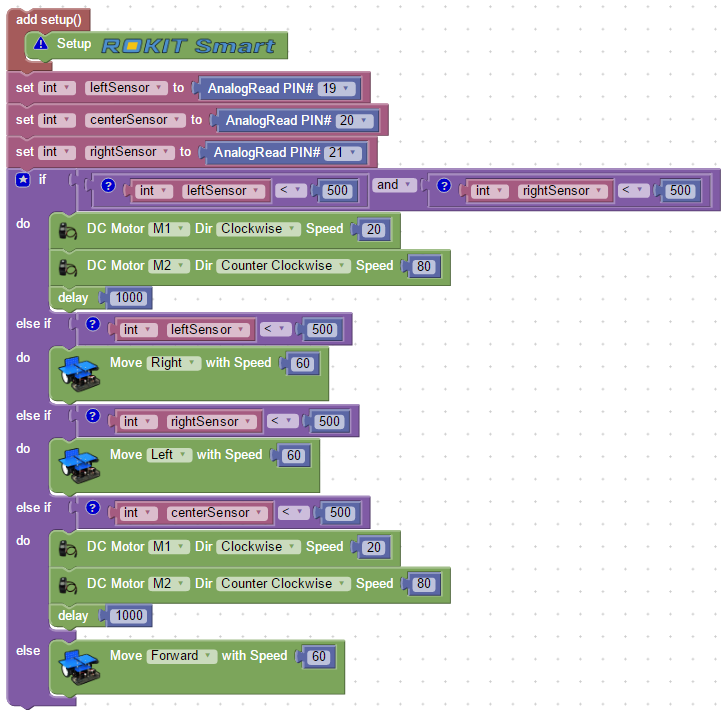 add setup()
Setup ROKIT Smart
set int leftSensor to AnalogRead PIN# 19
set int centerSensor to AnalogRead PIN# 20
set int rightSensor to AnalogRead PIN# 21
if ? int leftSensor < 500 and ? int rightSensor < 500
do DC Motor M1 Dir Clockwise Speed 20
DC Motor M2 Dir Counter Clockwise Speed 80
delay 1000
else if ? int leftSensor < 500
do Move Right with Speed 60
else if ? int rightSensor < 500
do Move Left with Speed 60
else if ? int centerSensor < 500
do DC Motor M1 Dir Clockwise Speed 20
DC Motor M2 Dir Counter Clockwise Speed 80
delay 1000
else Move Forward with Speed 60